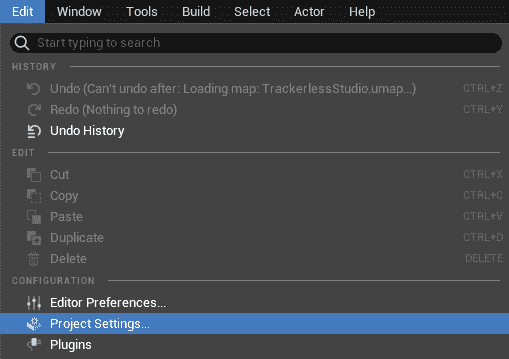 Edit Window Tools Build Select Actor Help
Start typing to search
HISTORY
Undo (Can't undo after: Loading map: TrackerlessStudio.umap...) CTRL+Z
Redo (Nothing to redo) CTRL+Y
Undo History
EDIT
Cut CTRL+X
Copy CTRL+C
Paste CTRL+V
Duplicate CTRL+D
Delete DELETE
CONFIGURATION
Editor Preferences...
Project Settings...
Plugins